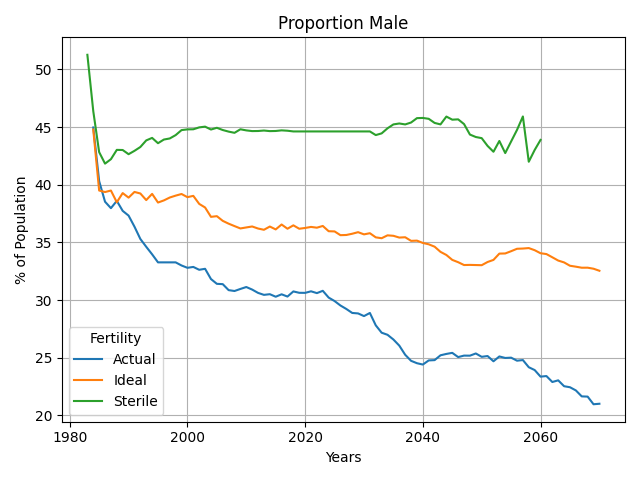 Proportion Male
% of Population
50
45
40
35
30
25
20
Fertility
Actual
Ideal
Sterile
1980
2000
2020
2040
2060
Years